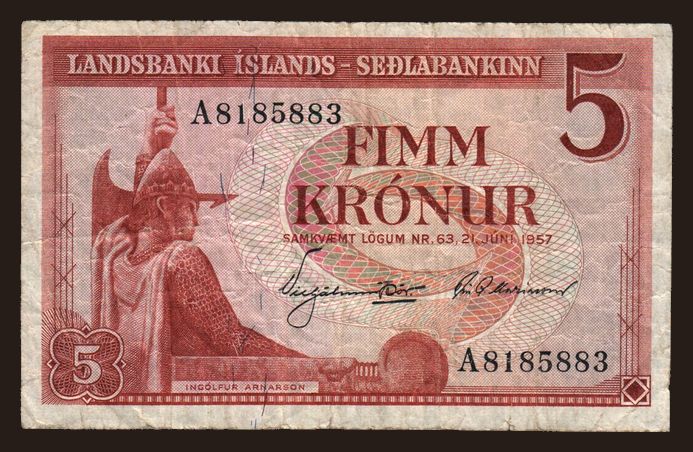 LANDSBANKI ÍSLANDS - SEÐLABANKINN
5
A8185883
FIMM
KRÓNUR
SAMKVÆMT LÖGUM NR. 63, 21. JÚNÍ 1957
A8185883
5
INGÓLFUR ARNARSON